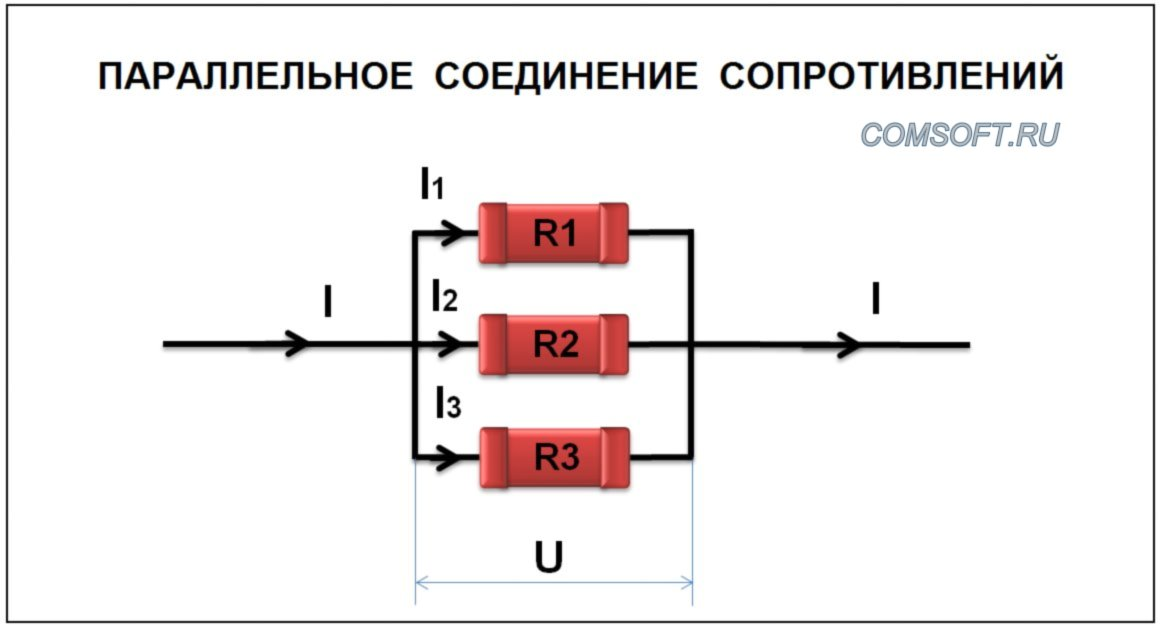 ПАРАЛЛЕЛЬНОЕ СОЕДИНЕНИЕ СОПРОТИВЛЕНИЙ
COMSOFT.RU
I1
R1
I
I2
R2
I
I3
R3
U